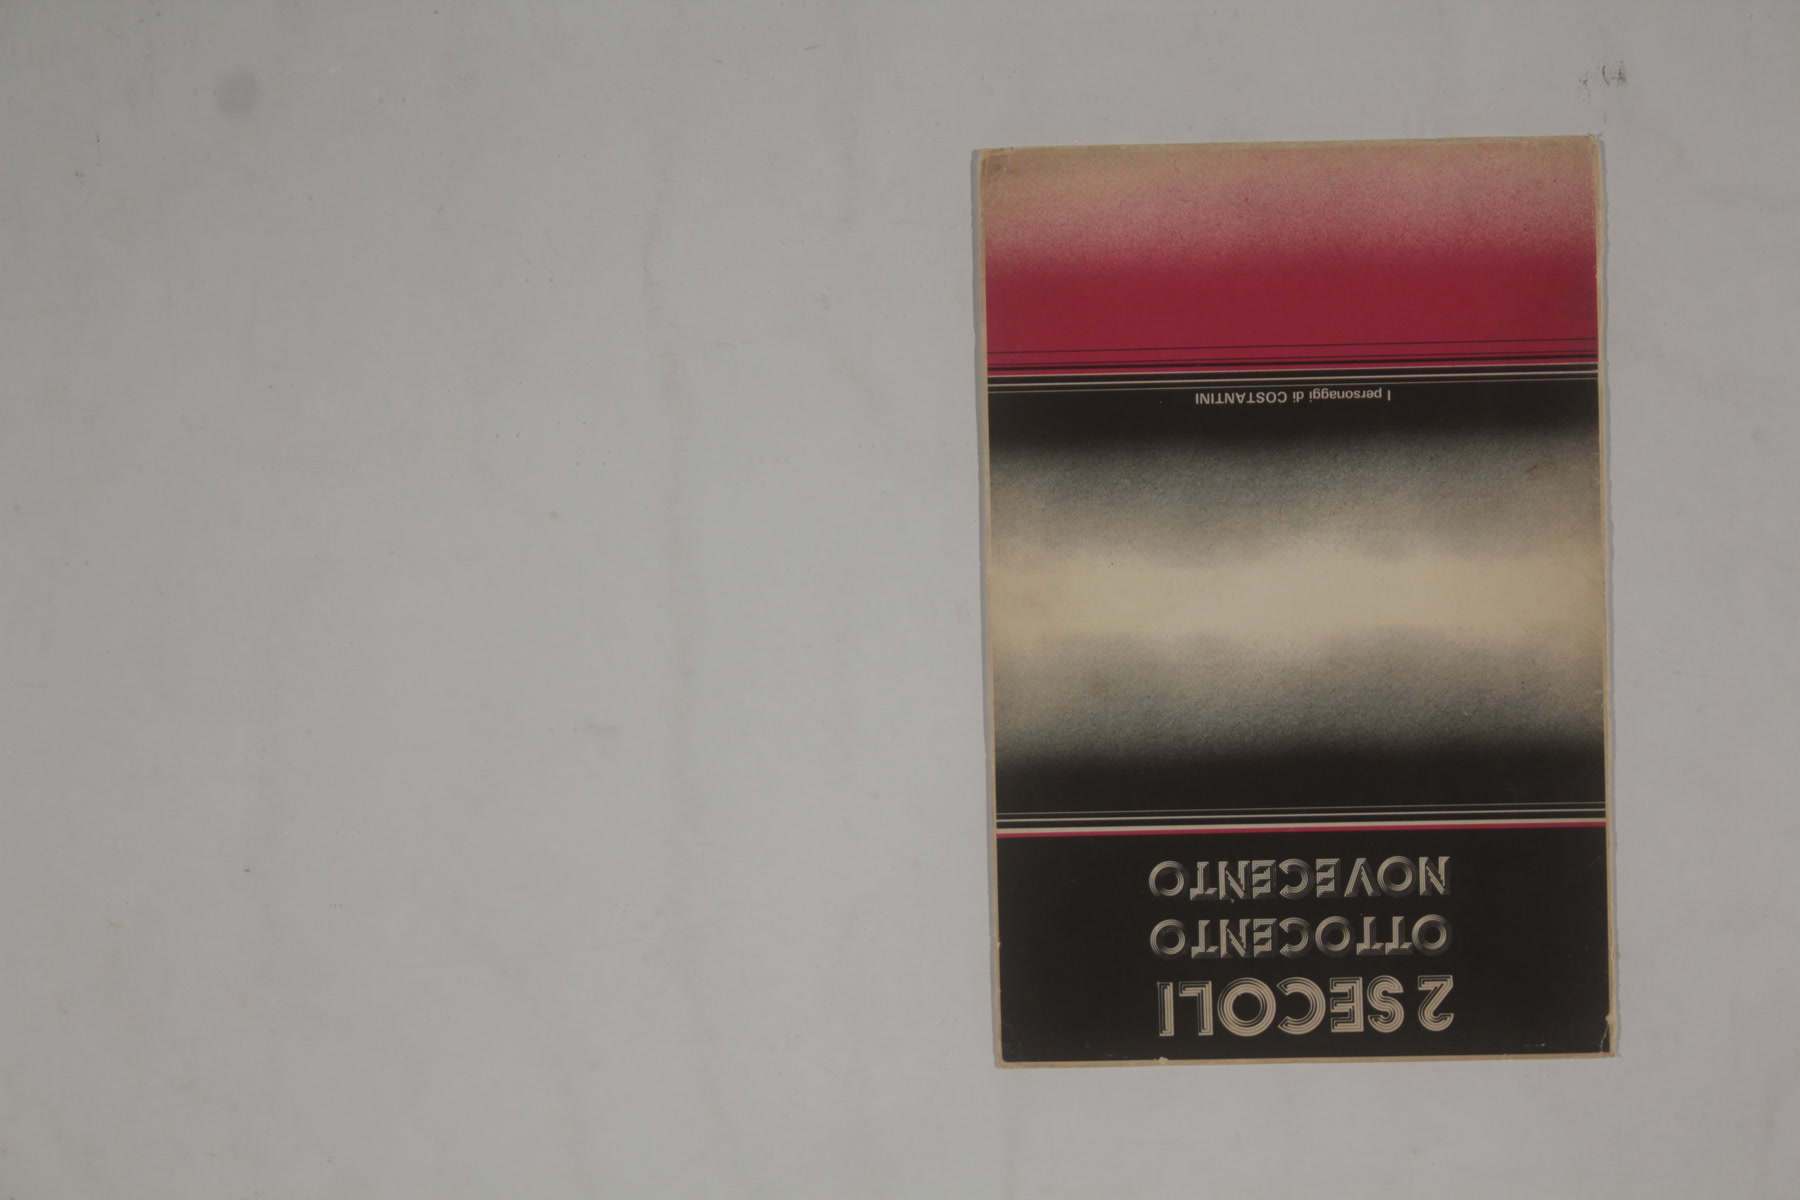 2 SECOLI
OTTOCENTO
NOVECENTO
I personaggi di COSTANTINI